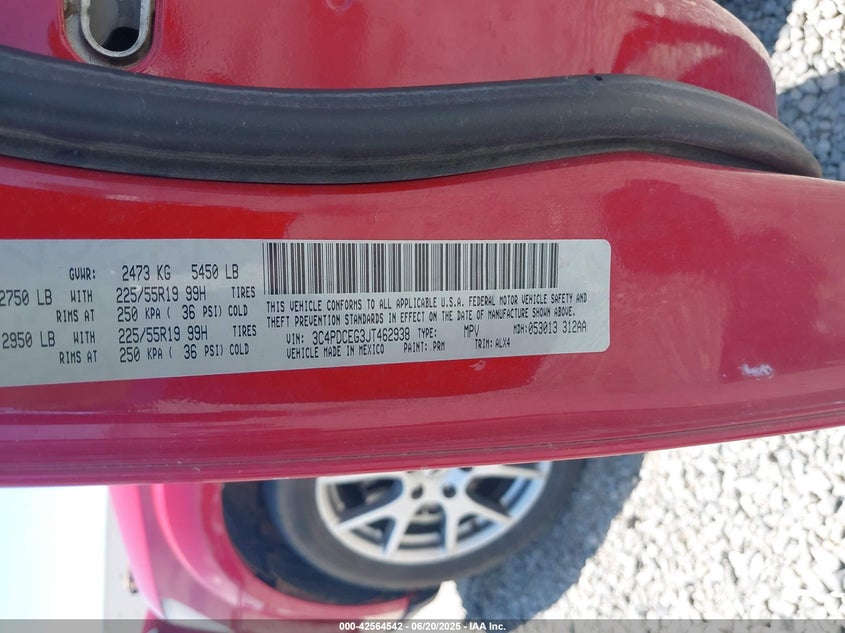 GVWR: 2473 KG 5450 LB
2750 LB WITH 225/55R19 99H TIRES
RIMS AT 250 KPA ( 36 PSI) COLD
2950 LB WITH 225/55R19 99H TIRES
RIMS AT 250 KPA ( 36 PSI) COLD
THIS VEHICLE CONFORMS TO ALL APPLICABLE U.S.A. FEDERAL MOTOR VEHICLE SAFETY AND
THEFT PREVENTION STANDARDS IN EFFECT ON THE DATE OF MANUFACTURE SHOWN ABOVE.
VIN: 3C4PDCEG3JT462938 TYPE: MPV MDH: 053013 312AA
VEHICLE MADE IN MEXICO PAINT: PRM TRIM: ALX4
000-42564542 - 06/20/2025 - IAA Inc.